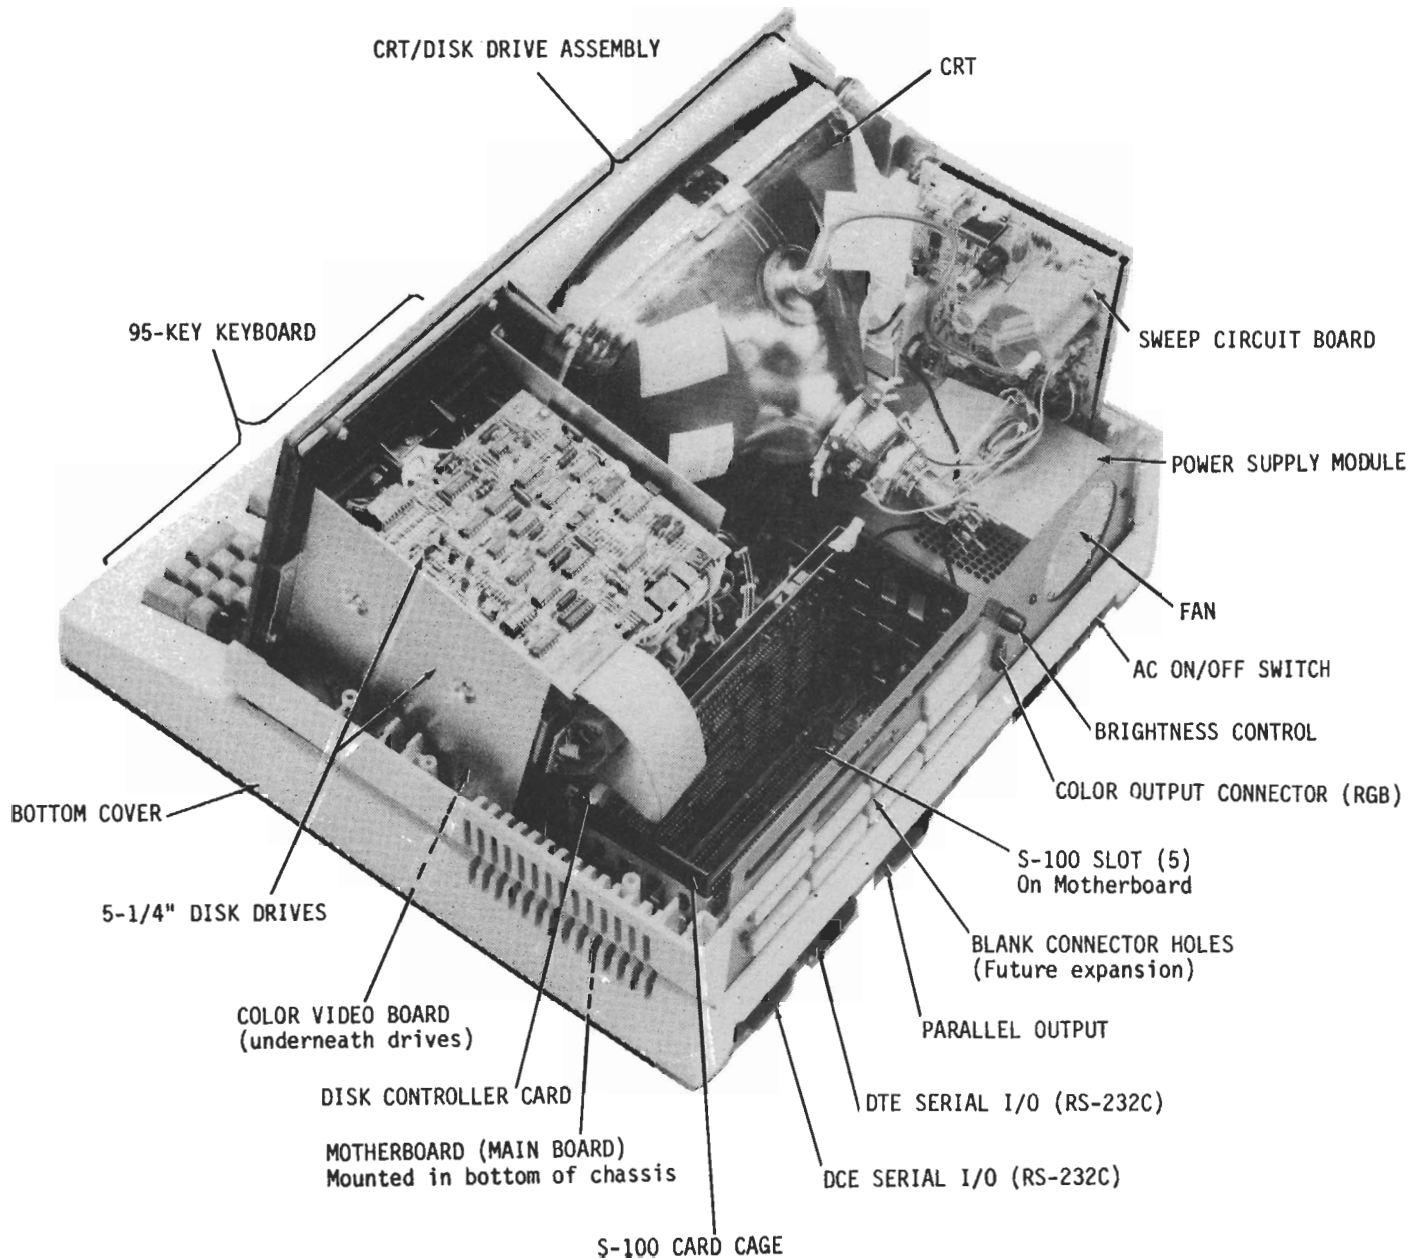 CRT/DISK DRIVE ASSEMBLY
CRT
95-KEY KEYBOARD
SWEEP CIRCUIT BOARD
POWER SUPPLY MODULE
FAN
AC ON/OFF SWITCH
BRIGHTNESS CONTROL
COLOR OUTPUT CONNECTOR (RGB)
BOTTOM COVER
S-100 SLOT (5)
On Motherboard
5-1/4" DISK DRIVES
BLANK CONNECTOR HOLES
(Future expansion)
COLOR VIDEO BOARD
(underneath drives)
PARALLEL OUTPUT
DISK CONTROLLER CARD
DTE SERIAL I/O (RS-232C)
MOTHERBOARD (MAIN BOARD)
Mounted in bottom of chassis
DCE SERIAL I/O (RS-232C)
S-100 CARD CAGE